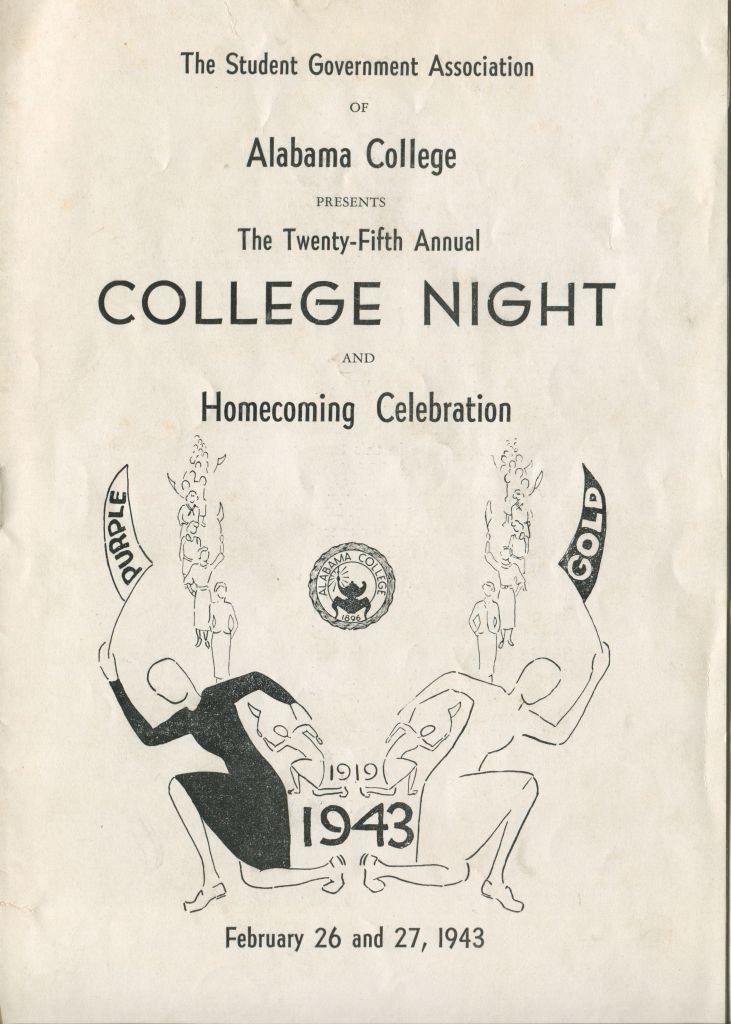 The Student Government Association
OF
Alabama College
PRESENTS
The Twenty-Fifth Annual
COLLEGE NIGHT
AND
Homecoming Celebration
PURPLE
GOLD
ALABAMA COLLEGE
1896
1919
1943
February 26 and 27, 1943